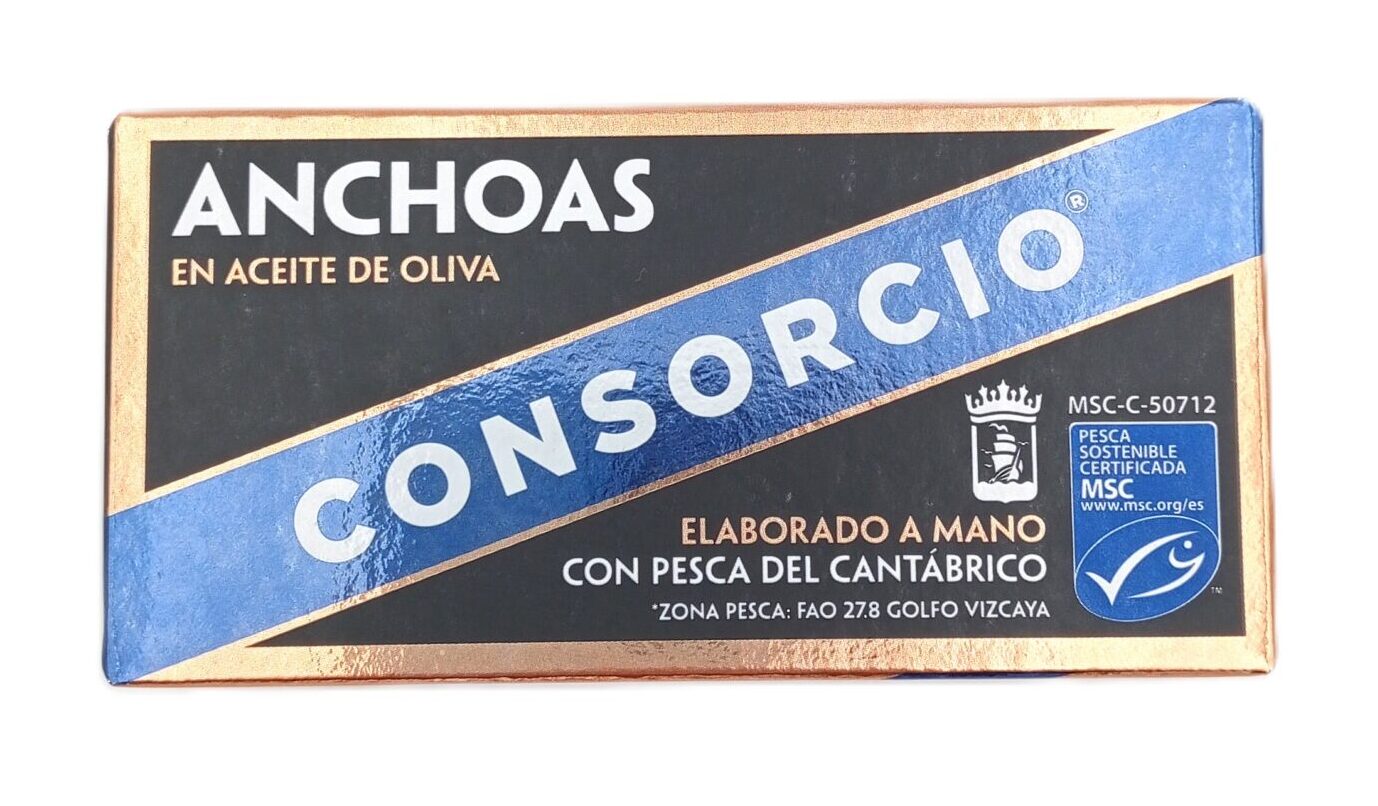 ANCHOAS
EN ACEITE DE OLIVA
CONSORCIO®
MSC-C-50712
PESCA
SOSTENIBLE
CERTIFICADA
MSC
www.msc.org/es
TM
ELABORADO A MANO
CON PESCA DEL CANTÁBRICO
*ZONA PESCA: FAO 27.8 GOLFO VIZCAYA